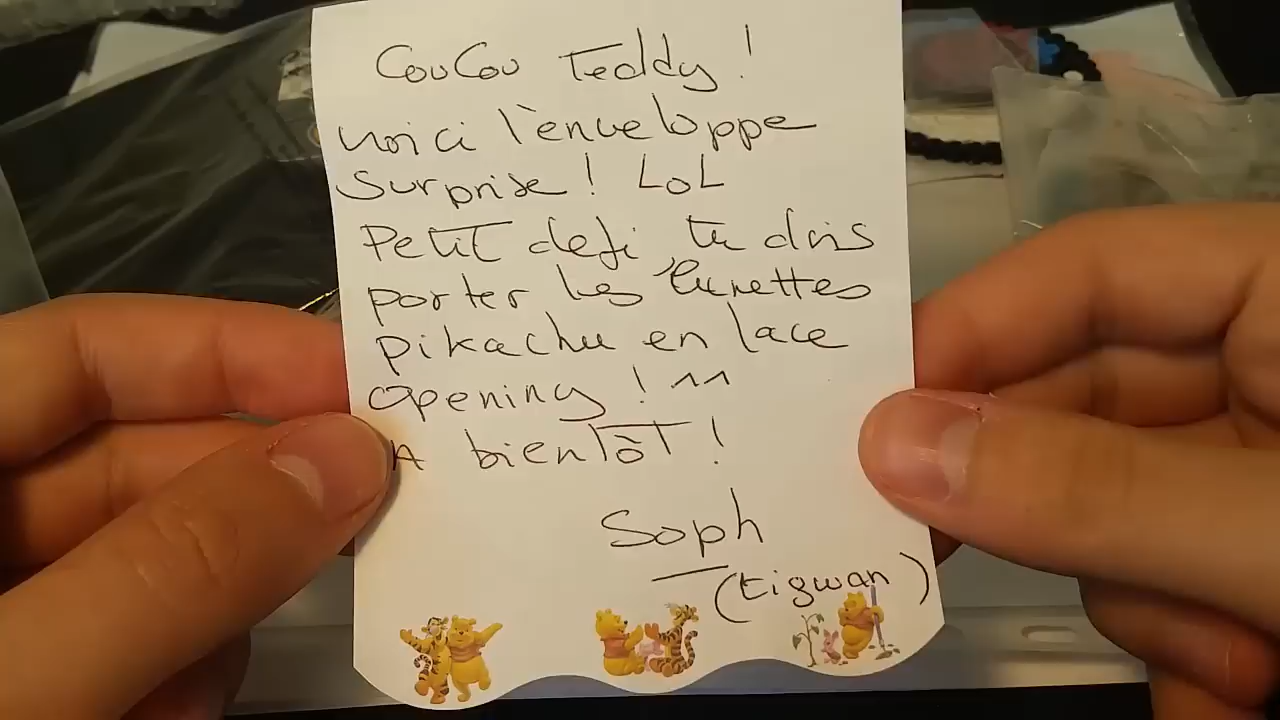 CouCou Teddy !
Voici l'enveloppe
Surprise ! LoL
Petit defi, tu dois
porter les lunettes
pikachu en face
opening ! ^^
A bientôt !
Soph
(tigwan)